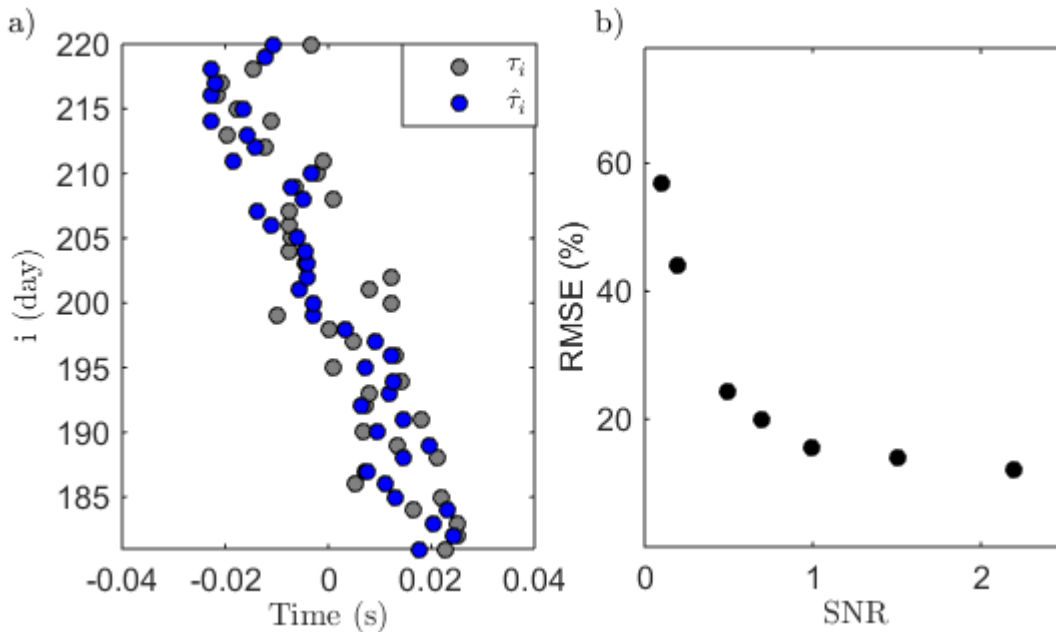 a)
220
215
210
205
200
195
190
185
i (day)
-0.04 -0.02 0 0.02 0.04
Time (s)
τᵢ
τ̂ᵢ
b)
60
40
20
RMSE (%)
0 1 2
SNR